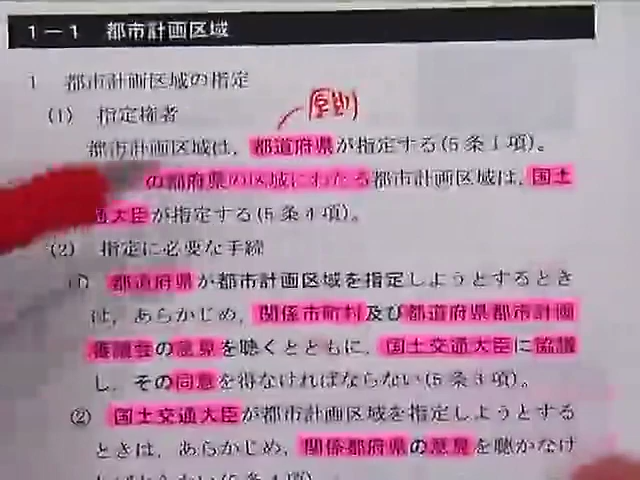 1－1 都市計画区域
1 都市計画区域の指定
(1) 指定権者
原則
都市計画区域は、都道府県が指定する(5条1項)。
の都府県の区域にわたる都市計画区域は、国土
通大臣が指定する(5条4項)。
(2) 指定に必要な手続
① 都道府県が都市計画区域を指定しようとするとき
は、あらかじめ、関係市町村及び都道府県都市計画
審議会の意見を聴くとともに、国土交通大臣に協議
し、その同意を得なければならない(5条3項)。
② 国土交通大臣が都市計画区域を指定しようとする
ときは、あらかじめ、関係都府県の意見を聴かなけ